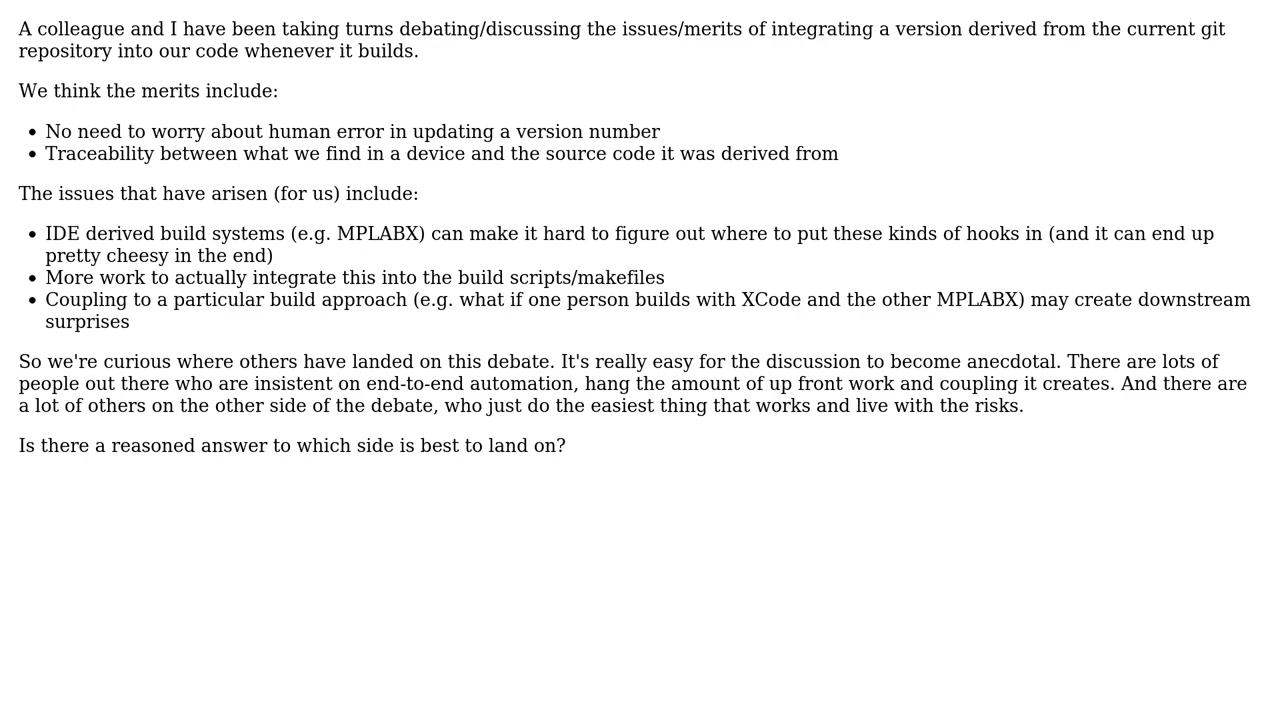 A colleague and I have been taking turns debating/discussing the issues/merits of integrating a version derived from the current git
repository into our code whenever it builds.
We think the merits include:
• No need to worry about human error in updating a version number
• Traceability between what we find in a device and the source code it was derived from
The issues that have arisen (for us) include:
• IDE derived build systems (e.g. MPLABX) can make it hard to figure out where to put these kinds of hooks in (and it can end up
pretty cheesy in the end)
• More work to actually integrate this into the build scripts/makefiles
• Coupling to a particular build approach (e.g. what if one person builds with XCode and the other MPLABX) may create downstream
surprises
So we're curious where others have landed on this debate. It's really easy for the discussion to become anecdotal. There are lots of
people out there who are insistent on end-to-end automation, hang the amount of up front work and coupling it creates. And there are
a lot of others on the other side of the debate, who just do the easiest thing that works and live with the risks.
Is there a reasoned answer to which side is best to land on?